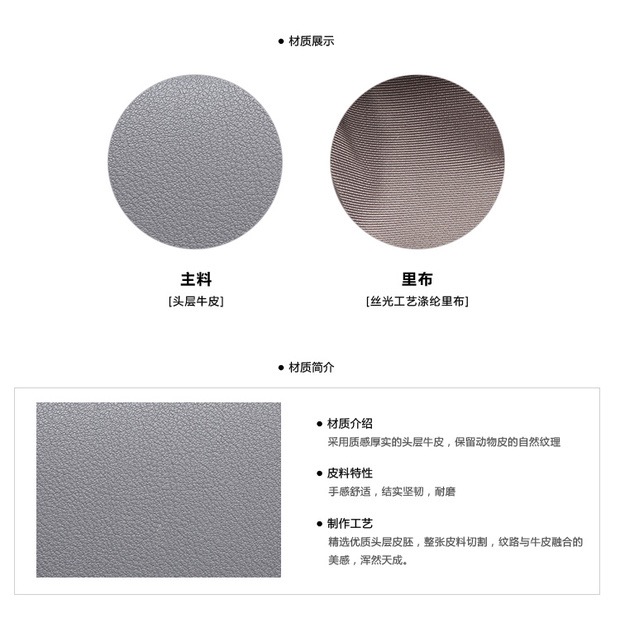 ● 材质展示
主料
[头层牛皮]
里布
[丝光工艺涤纶里布]
● 材质简介
● 材质介绍
采用质感厚实的头层牛皮，保留动物皮的自然纹理
● 皮料特性
手感舒适，结实坚韧，耐磨
● 制作工艺
精选优质头层皮胚，整张皮料切割，纹路与牛皮融合的
美感，浑然天成。